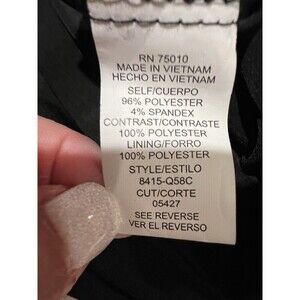 RN 75010
MADE IN VIETNAM
HECHO EN VIETNAM
SELF/CUERPO
96% POLYESTER
4% SPANDEX
CONTRAST/CONTRASTE
100% POLYESTER
LINING/FORRO
100% POLYESTER
STYLE/ESTILO
8415-Q58C
CUT/CORTE
05427
SEE REVERSE
VER EL REVERSO